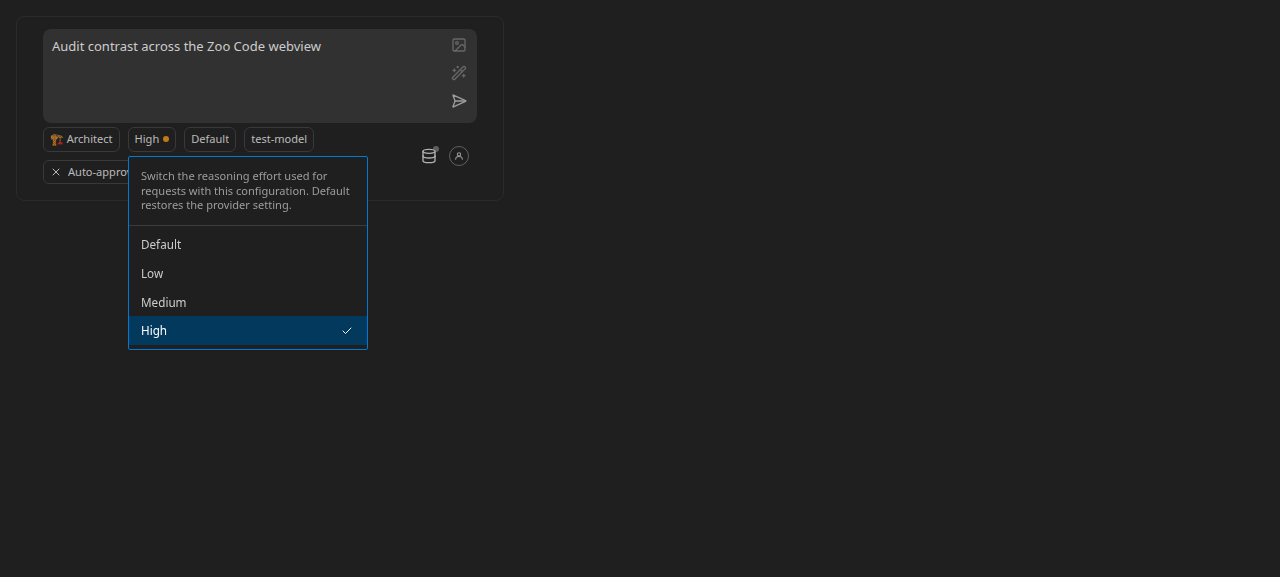 Audit contrast across the Zoo Code webview
Architect
High
Default
test-model
Auto-approv
Switch the reasoning effort used for
requests with this configuration. Default
restores the provider setting.
Default
Low
Medium
High